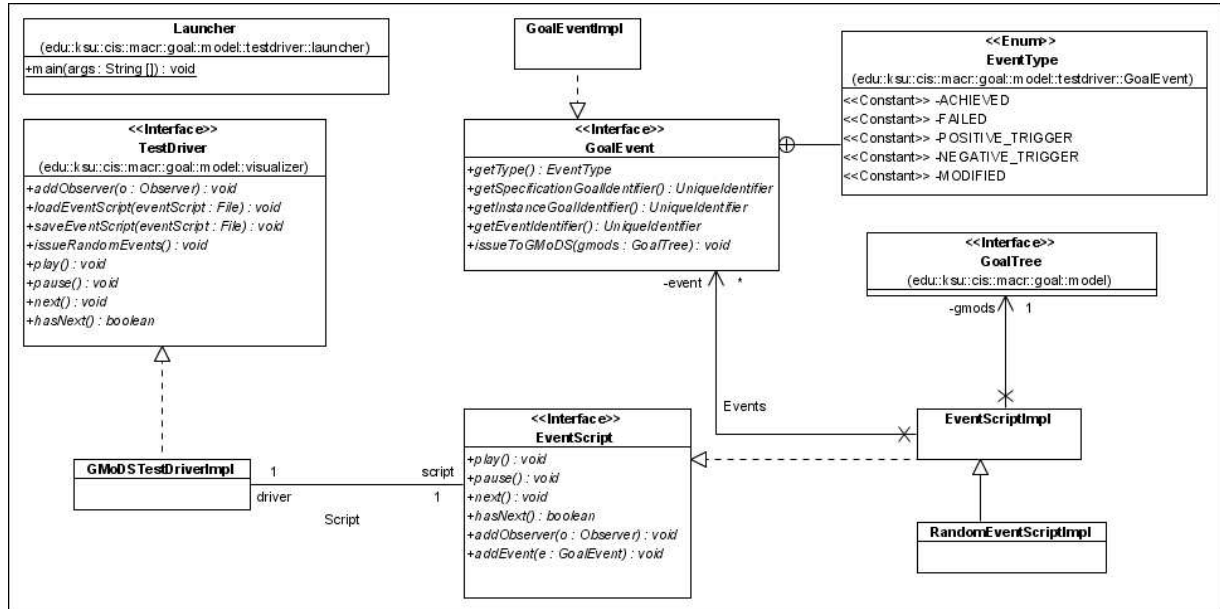 Launcher
(edu::ksu::cis::macr::goal::model::testdriver::launcher)
+main(args : String []) : void
GoalEventImpl
<<Enum>>
EventType
(edu::ksu::cis::macr::goal::model::testdriver::GoalEvent)
<<Constant>> -ACHIEVED
<<Constant>> -FAILED
<<Constant>> -POSITIVE_TRIGGER
<<Constant>> -NEGATIVE_TRIGGER
<<Constant>> -MODIFIED
<<Interface>>
TestDriver
(edu::ksu::cis::macr::goal::model::visualizer)
+addObserver(o : Observer) : void
+loadEventScript(eventScript : File) : void
+saveEventScript(eventScript : File) : void
+issueRandomEvents() : void
+play() : void
+pause() : void
+next() : void
+hasNext() : boolean
<<Interface>>
GoalEvent
+getType() : EventType
+getSpecificationGoalIdentifier() : UniqueIdentifier
+getInstanceGoalIdentifier() : UniqueIdentifier
+getEventIdentifier() : UniqueIdentifier
+issueToGMoDS(gmods : GoalTree) : void
<<Interface>>
GoalTree
(edu::ksu::cis::macr::goal::model)
-event *
-gmods 1
Events
EventScriptImpl
<<Interface>>
EventScript
+play() : void
+pause() : void
+next() : void
+hasNext() : boolean
+addObserver(o : Observer) : void
+addEvent(e : GoalEvent) : void
GMoDSTestDriverImpl
1 script
driver 1
Script
RandomEventScriptImpl